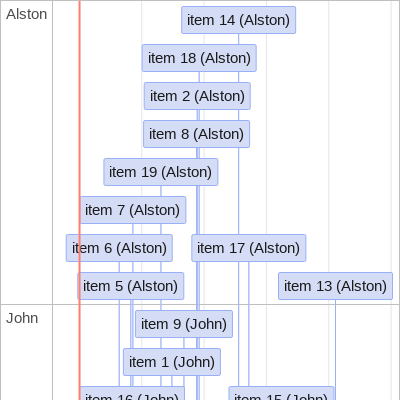 Alston
item 14 (Alston)
item 18 (Alston)
item 2 (Alston)
item 8 (Alston)
item 19 (Alston)
item 7 (Alston)
item 6 (Alston)
item 17 (Alston)
item 5 (Alston)
item 13 (Alston)
John
item 9 (John)
item 1 (John)
item 16 (John)
item 15 (John)